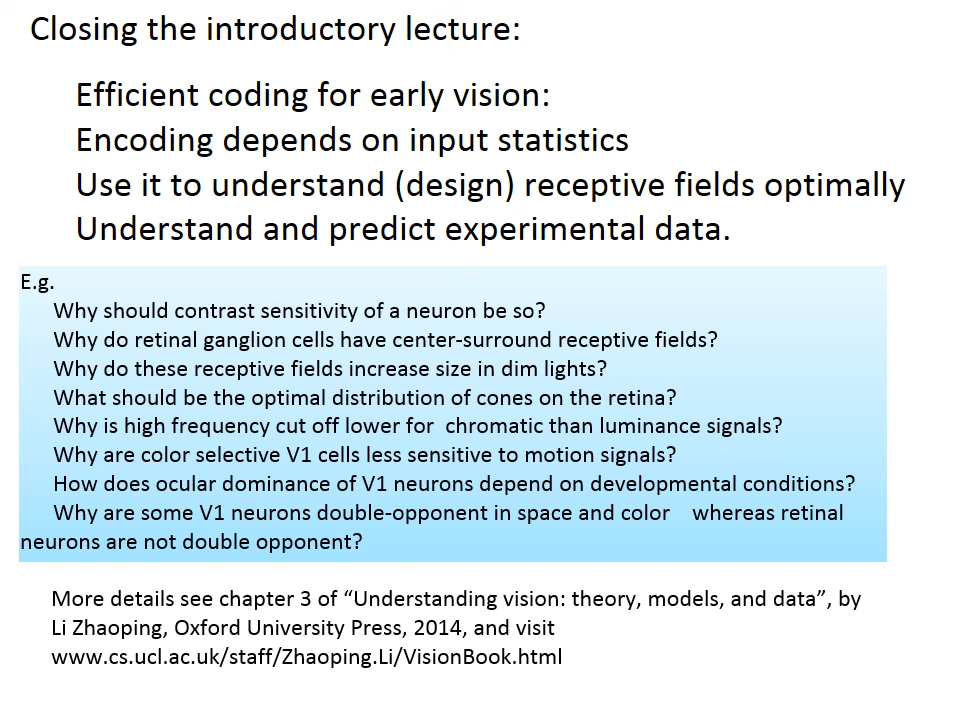 Closing the introductory lecture:
Efficient coding for early vision:
Encoding depends on input statistics
Use it to understand (design) receptive fields optimally
Understand and predict experimental data.
E.g.
Why should contrast sensitivity of a neuron be so?
Why do retinal ganglion cells have center-surround receptive fields?
Why do these receptive fields increase size in dim lights?
What should be the optimal distribution of cones on the retina?
Why is high frequency cut off lower for  chromatic than luminance signals?
Why are color selective V1 cells less sensitive to motion signals?
How does ocular dominance of V1 neurons depend on developmental conditions?
Why are some V1 neurons double-opponent in space and color    whereas retinal
neurons are not double opponent?
More details see chapter 3 of “Understanding vision: theory, models, and data”, by
Li Zhaoping, Oxford University Press, 2014, and visit
www.cs.ucl.ac.uk/staff/Zhaoping.Li/VisionBook.html